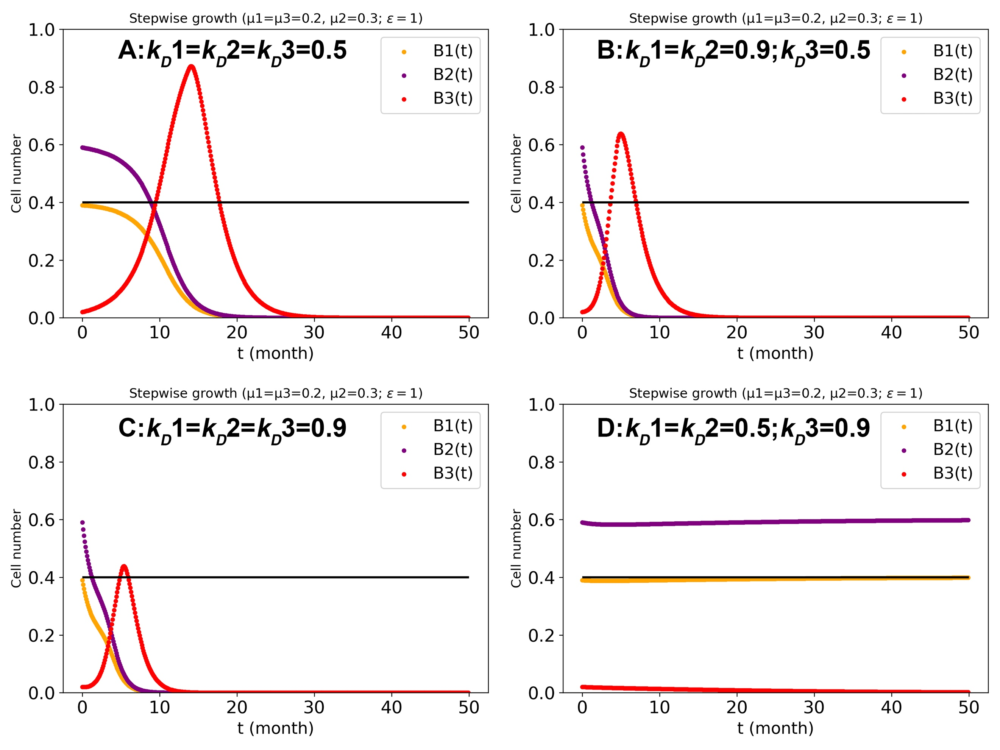 Stepwise growth (μ1=μ3=0.2, μ2=0.3; ε = 1)
A:kD1=kD2=kD3=0.5
B1(t)
B2(t)
B3(t)
Cell number
1.0
0.8
0.6
0.4
0.2
0.0
0 10 20 30 40 50
t (month)
Stepwise growth (μ1=μ3=0.2, μ2=0.3; ε = 1)
B:kD1=kD2=0.9;kD3=0.5
B1(t)
B2(t)
B3(t)
Cell number
1.0
0.8
0.6
0.4
0.2
0.0
0 10 20 30 40 50
t (month)
Stepwise growth (μ1=μ3=0.2, μ2=0.3; ε = 1)
C:kD1=kD2=kD3=0.9
B1(t)
B2(t)
B3(t)
Cell number
1.0
0.8
0.6
0.4
0.2
0.0
0 10 20 30 40 50
t (month)
Stepwise growth (μ1=μ3=0.2, μ2=0.3; ε = 1)
D:kD1=kD2=0.5;kD3=0.9
B1(t)
B2(t)
B3(t)
Cell number
1.0
0.8
0.6
0.4
0.2
0.0
0 10 20 30 40 50
t (month)